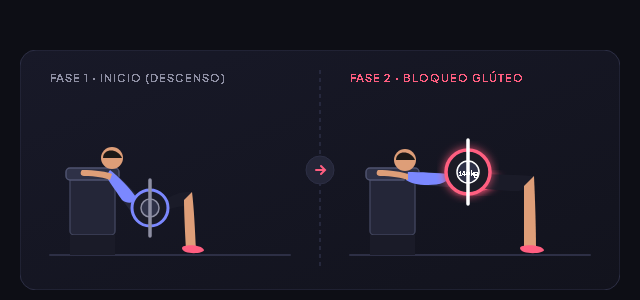 FASE 1 · INICIO (DESCENSO)
FASE 2 · BLOQUEO GLÚTEO